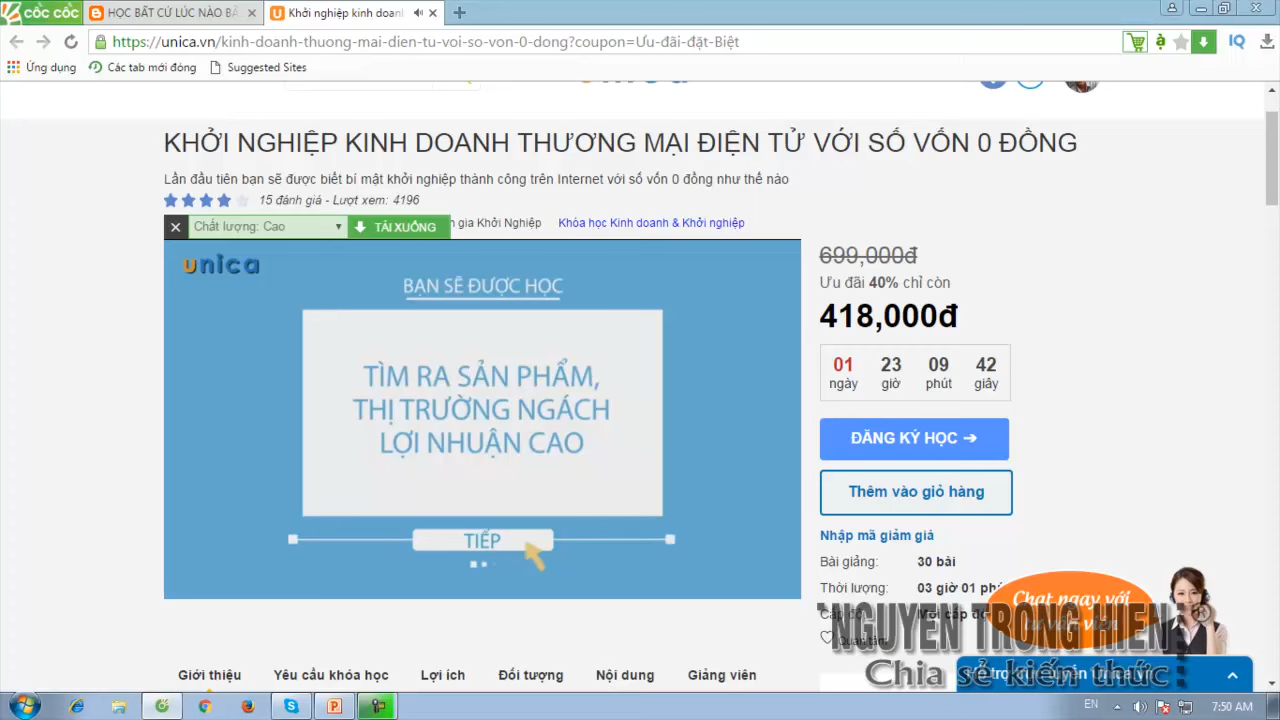 CỐC CỐC
HỌC BẤT CỨ LÚC NÀO BẤ
Khởi nghiệp kinh doanh
https://unica.vn/kinh-doanh-thuong-mai-dien-tu-voi-so-von-0-dong?coupon=Ưu-đãi-đặt-Biệt
IQ
Ứng dụng
Các tab mới đóng
Suggested Sites
KHỞI NGHIỆP KINH DOANH THƯƠNG MẠI ĐIỆN TỬ VỚI SỐ VỐN 0 ĐỒNG
Lần đầu tiên bạn sẽ được biết bí mật khởi nghiệp thành công trên Internet với số vốn 0 đồng như thế nào
15 đánh giá - Lượt xem: 4196
Chất lượng: Cao
TẢI XUỐNG
gia Khởi Nghiệp
Khóa học Kinh doanh & Khởi nghiệp
unica
BẠN SẼ ĐƯỢC HỌC
TÌM RA SẢN PHẨM,
THỊ TRƯỜNG NGÁCH
LỢI NHUẬN CAO
TIẾP
699,000đ
Ưu đãi 40% chỉ còn
418,000đ
01 23 09 42
ngày giờ phút giây
ĐĂNG KÝ HỌC ➔
Thêm vào giỏ hàng
Nhập mã giảm giá
Bài giảng: 30 bài
Thời lượng: 03 giờ 01
Chat ngay với
NGUYEN TRONG HIEN
Chia sẻ kiến thức
Giới thiệu
Yêu cầu khóa học
Lợi ích
Đối tượng
Nội dung
Giảng viên
EN
7:50 AM